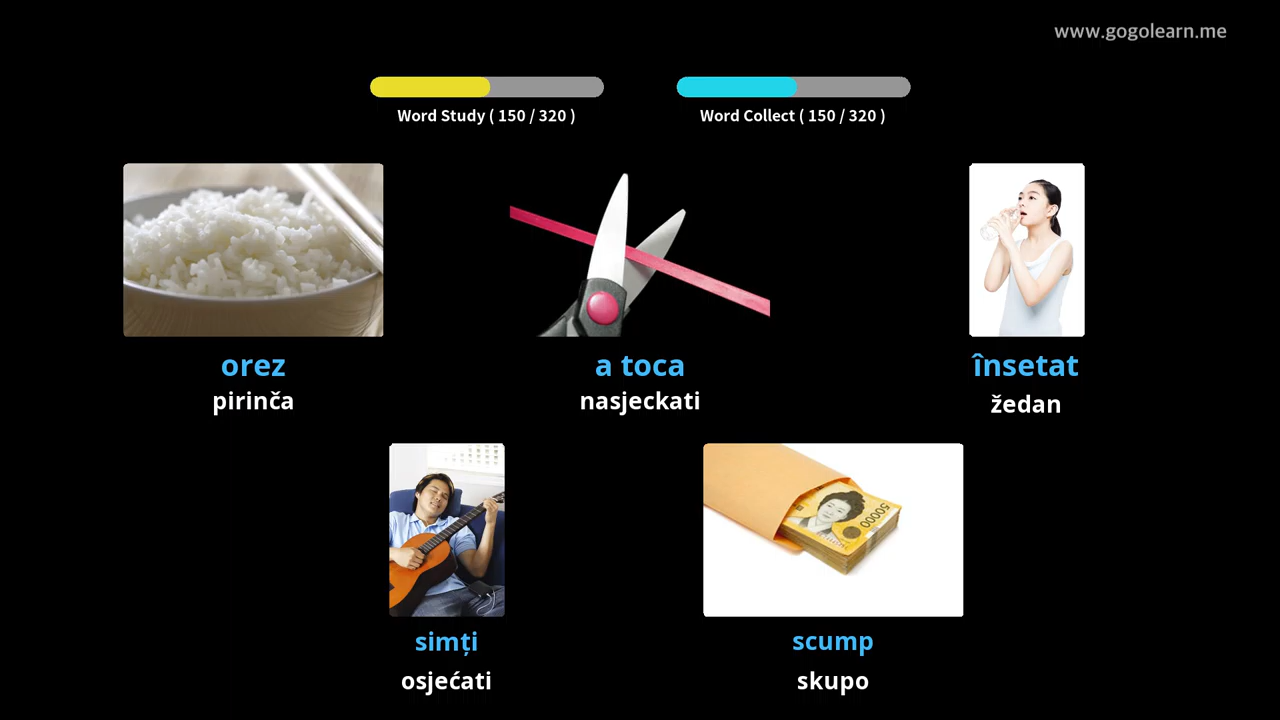 www.gogolearn.me
Word Study ( 150 / 320 )
Word Collect ( 150 / 320 )
orez
pirinča
a toca
nasjeckati
însetat
žedan
50000
simți
osjećati
scump
skupo